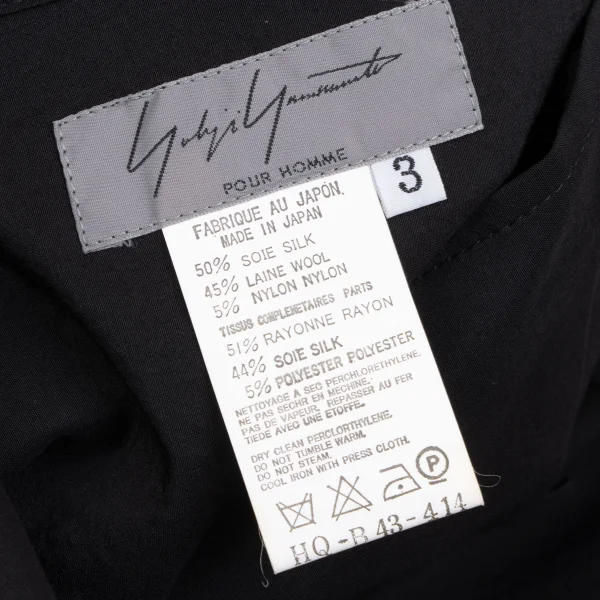 Yohji Yamamoto
POUR HOMME
3
FABRIQUE AU JAPÓN.
MADE IN JAPAN
50% SOIE SILK
45% LAINE WOOL
5% NYLON NYLON
TISSUS COMPLEMETAIRES PARTS
51% RAYONNE RAYON
44% SOIE SILK
5% POLYESTER POLYESTER
NETTOYAGE A SEC PERCHLORETHYLENE.
NE PAS SECHR EN MECHINE.
PAS DE VAPEUR. REPASSER AU FER
TIEDE AVEC UNE ETOFFE.
DRY CLEAN PERCLORTHYLENE.
DO NOT TUMBLE WARM.
DO NOT STEAM.
COOL IRON WITH PRESS CLOTH.
P
HQ-B43-414